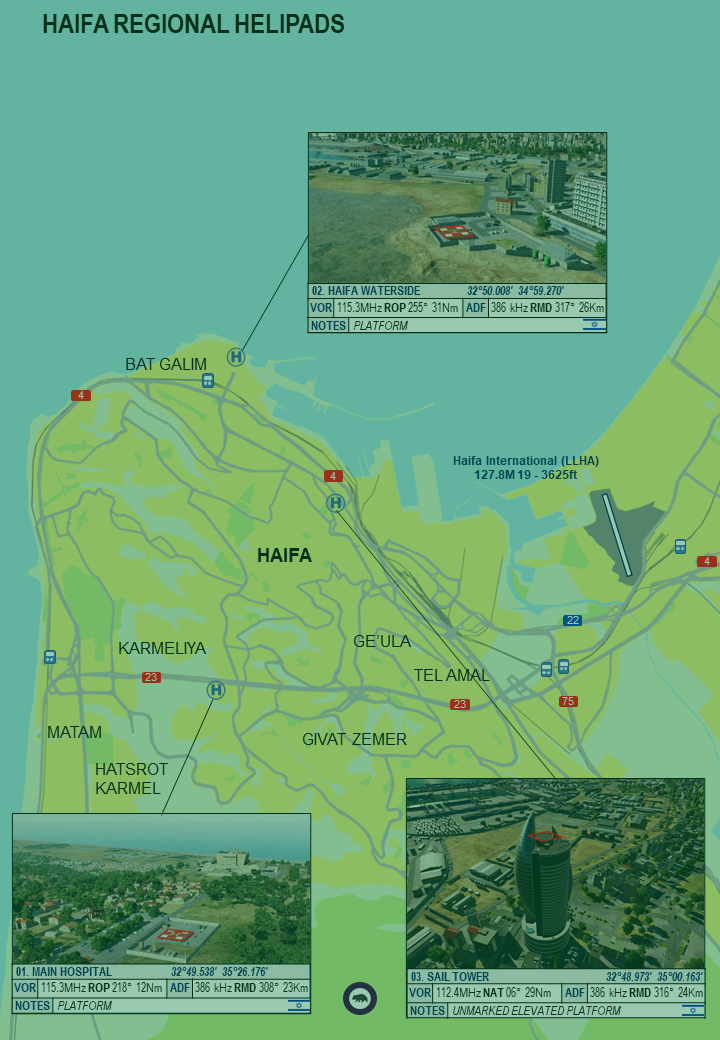 HAIFA REGIONAL HELIPADS
02. HAIFA WATERSIDE 32°50.008' 34°59.270'
VOR 115.3MHz ROP 255° 31Nm ADF 386 kHz RMD 317° 26Km
NOTES PLATFORM
BAT GALIM
4
Haifa International (LLHA)
127.8M 19 - 3625ft
4
H
H
HAIFA
4
22
GE'ULA
KARMELIYA
TEL AMAL
23
H
23
75
MATAM
GIVAT ZEMER
HATSROT
KARMEL
01. MAIN HOSPITAL 32°49.538' 35°26.176'
VOR 115.3MHz ROP 218° 12Nm ADF 386 kHz RMD 308° 23Km
NOTES PLATFORM
03. SAIL TOWER 32°48.973' 35°00.163'
VOR 112.4MHz NAT 06° 29Nm ADF 386 kHz RMD 316° 24Km
NOTES UNMARKED ELEVATED PLATFORM